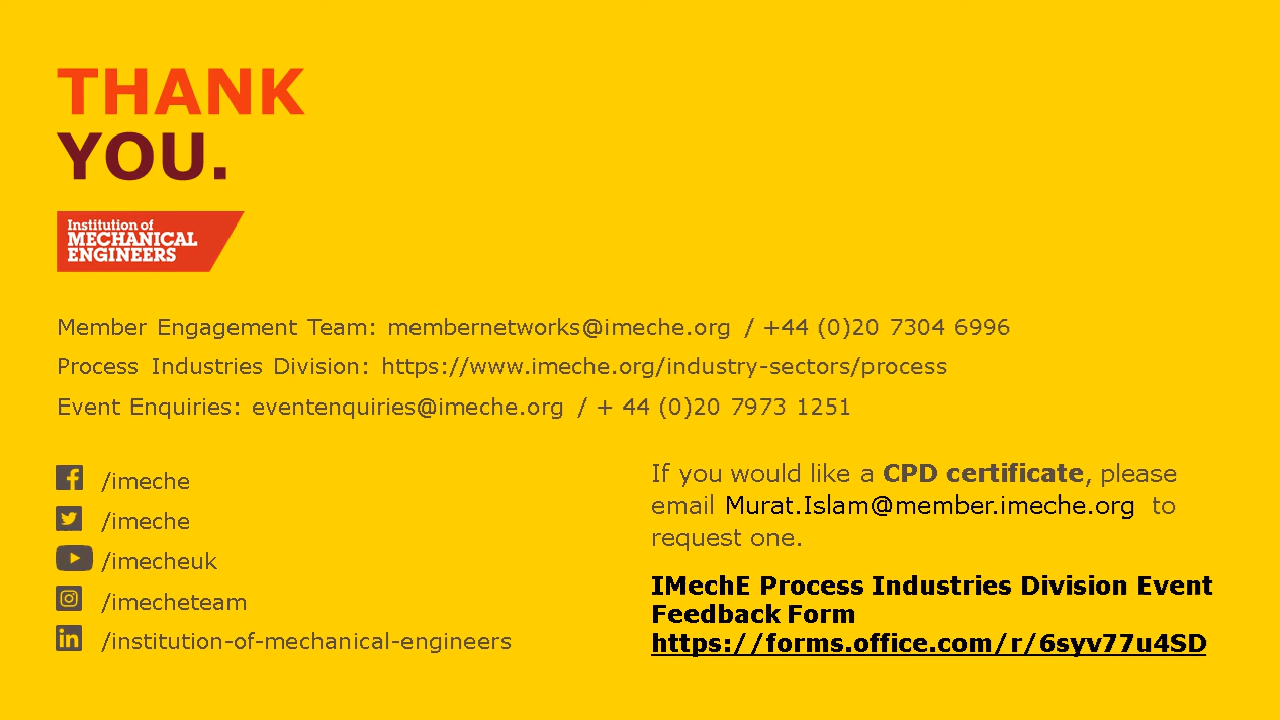 THANK
YOU.
Institution of
MECHANICAL
ENGINEERS
Member Engagement Team: membernetworks@imeche.org / +44 (0)20 7304 6996
Process Industries Division: https://www.imeche.org/industry-sectors/process
Event Enquiries: eventenquiries@imeche.org / + 44 (0)20 7973 1251
/imeche
/imeche
/imecheuk
/imecheteam
/institution-of-mechanical-engineers
If you would like a CPD certificate, please
email Murat.Islam@member.imeche.org to
request one.
IMechE Process Industries Division Event
Feedback Form
https://forms.office.com/r/6syv77u4SD